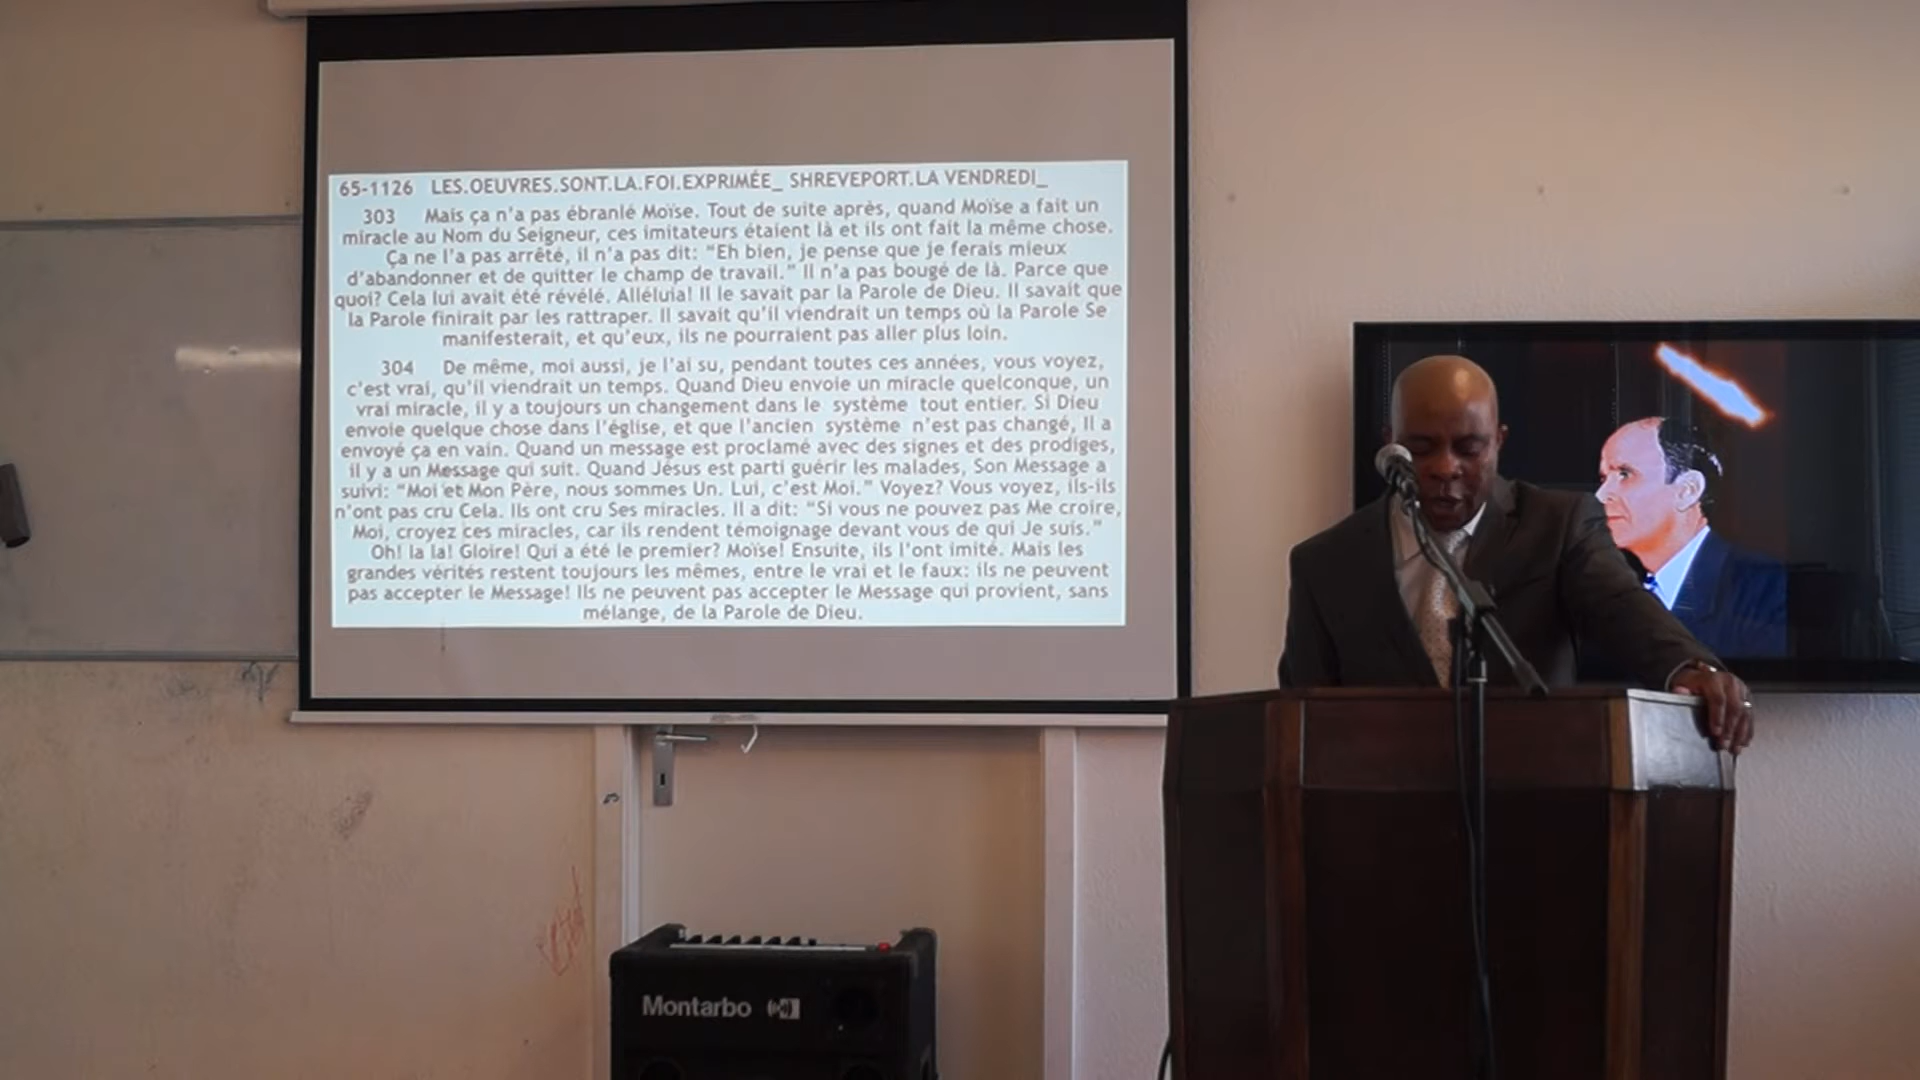 65-1126 LES.OEUVRES.SONT.LA.FOI.EXPRIMÉE_ SHREVEPORT.LA VENDREDI_
303 Mais ça n'a pas ébranlé Moïse. Tout de suite après, quand Moïse a fait un
miracle au Nom du Seigneur, ces imitateurs étaient là et ils ont fait la même chose.
Ça ne l'a pas arrêté, il n'a pas dit: "Eh bien, je pense que je ferais mieux
d'abandonner et de quitter le champ de travail." Il n'a pas bougé de là. Parce que
quoi? Cela lui avait été révélé. Alléluia! Il le savait par la Parole de Dieu. Il savait que
la Parole finirait par les rattraper. Il savait qu'il viendrait un temps où la Parole Se
manifesterait, et qu'eux, ils ne pourraient pas aller plus loin.
304 De même, moi aussi, je l'ai su, pendant toutes ces années, vous voyez,
c'est vrai, qu'il viendrait un temps. Quand Dieu envoie un miracle quelconque, un
vrai miracle, il y a toujours un changement dans le système tout entier. Si Dieu
envoie quelque chose dans l'église, et que l'ancien système n'est pas changé, Il a
envoyé ça en vain. Quand un message est proclamé avec des signes et des prodiges,
il y a un Message qui suit. Quand Jésus est parti guérir les malades, Son Message a
suivi: "Moi et Mon Père, nous sommes Un. Lui, c'est Moi." Voyez? Vous voyez, ils-ils
n'ont pas cru Cela. Ils ont cru Ses miracles. Il a dit: "Si vous ne pouvez pas Me croire,
Moi, croyez ces miracles, car ils rendent témoignage devant vous de qui Je suis."
Oh! la la! Gloire! Qui a été le premier? Moïse! Ensuite, ils l'ont imité. Mais les
grandes vérités restent toujours les mêmes, entre le vrai et le faux: ils ne peuvent
pas accepter le Message! Ils ne peuvent pas accepter le Message qui provient, sans
mélange, de la Parole de Dieu.
Montarbo